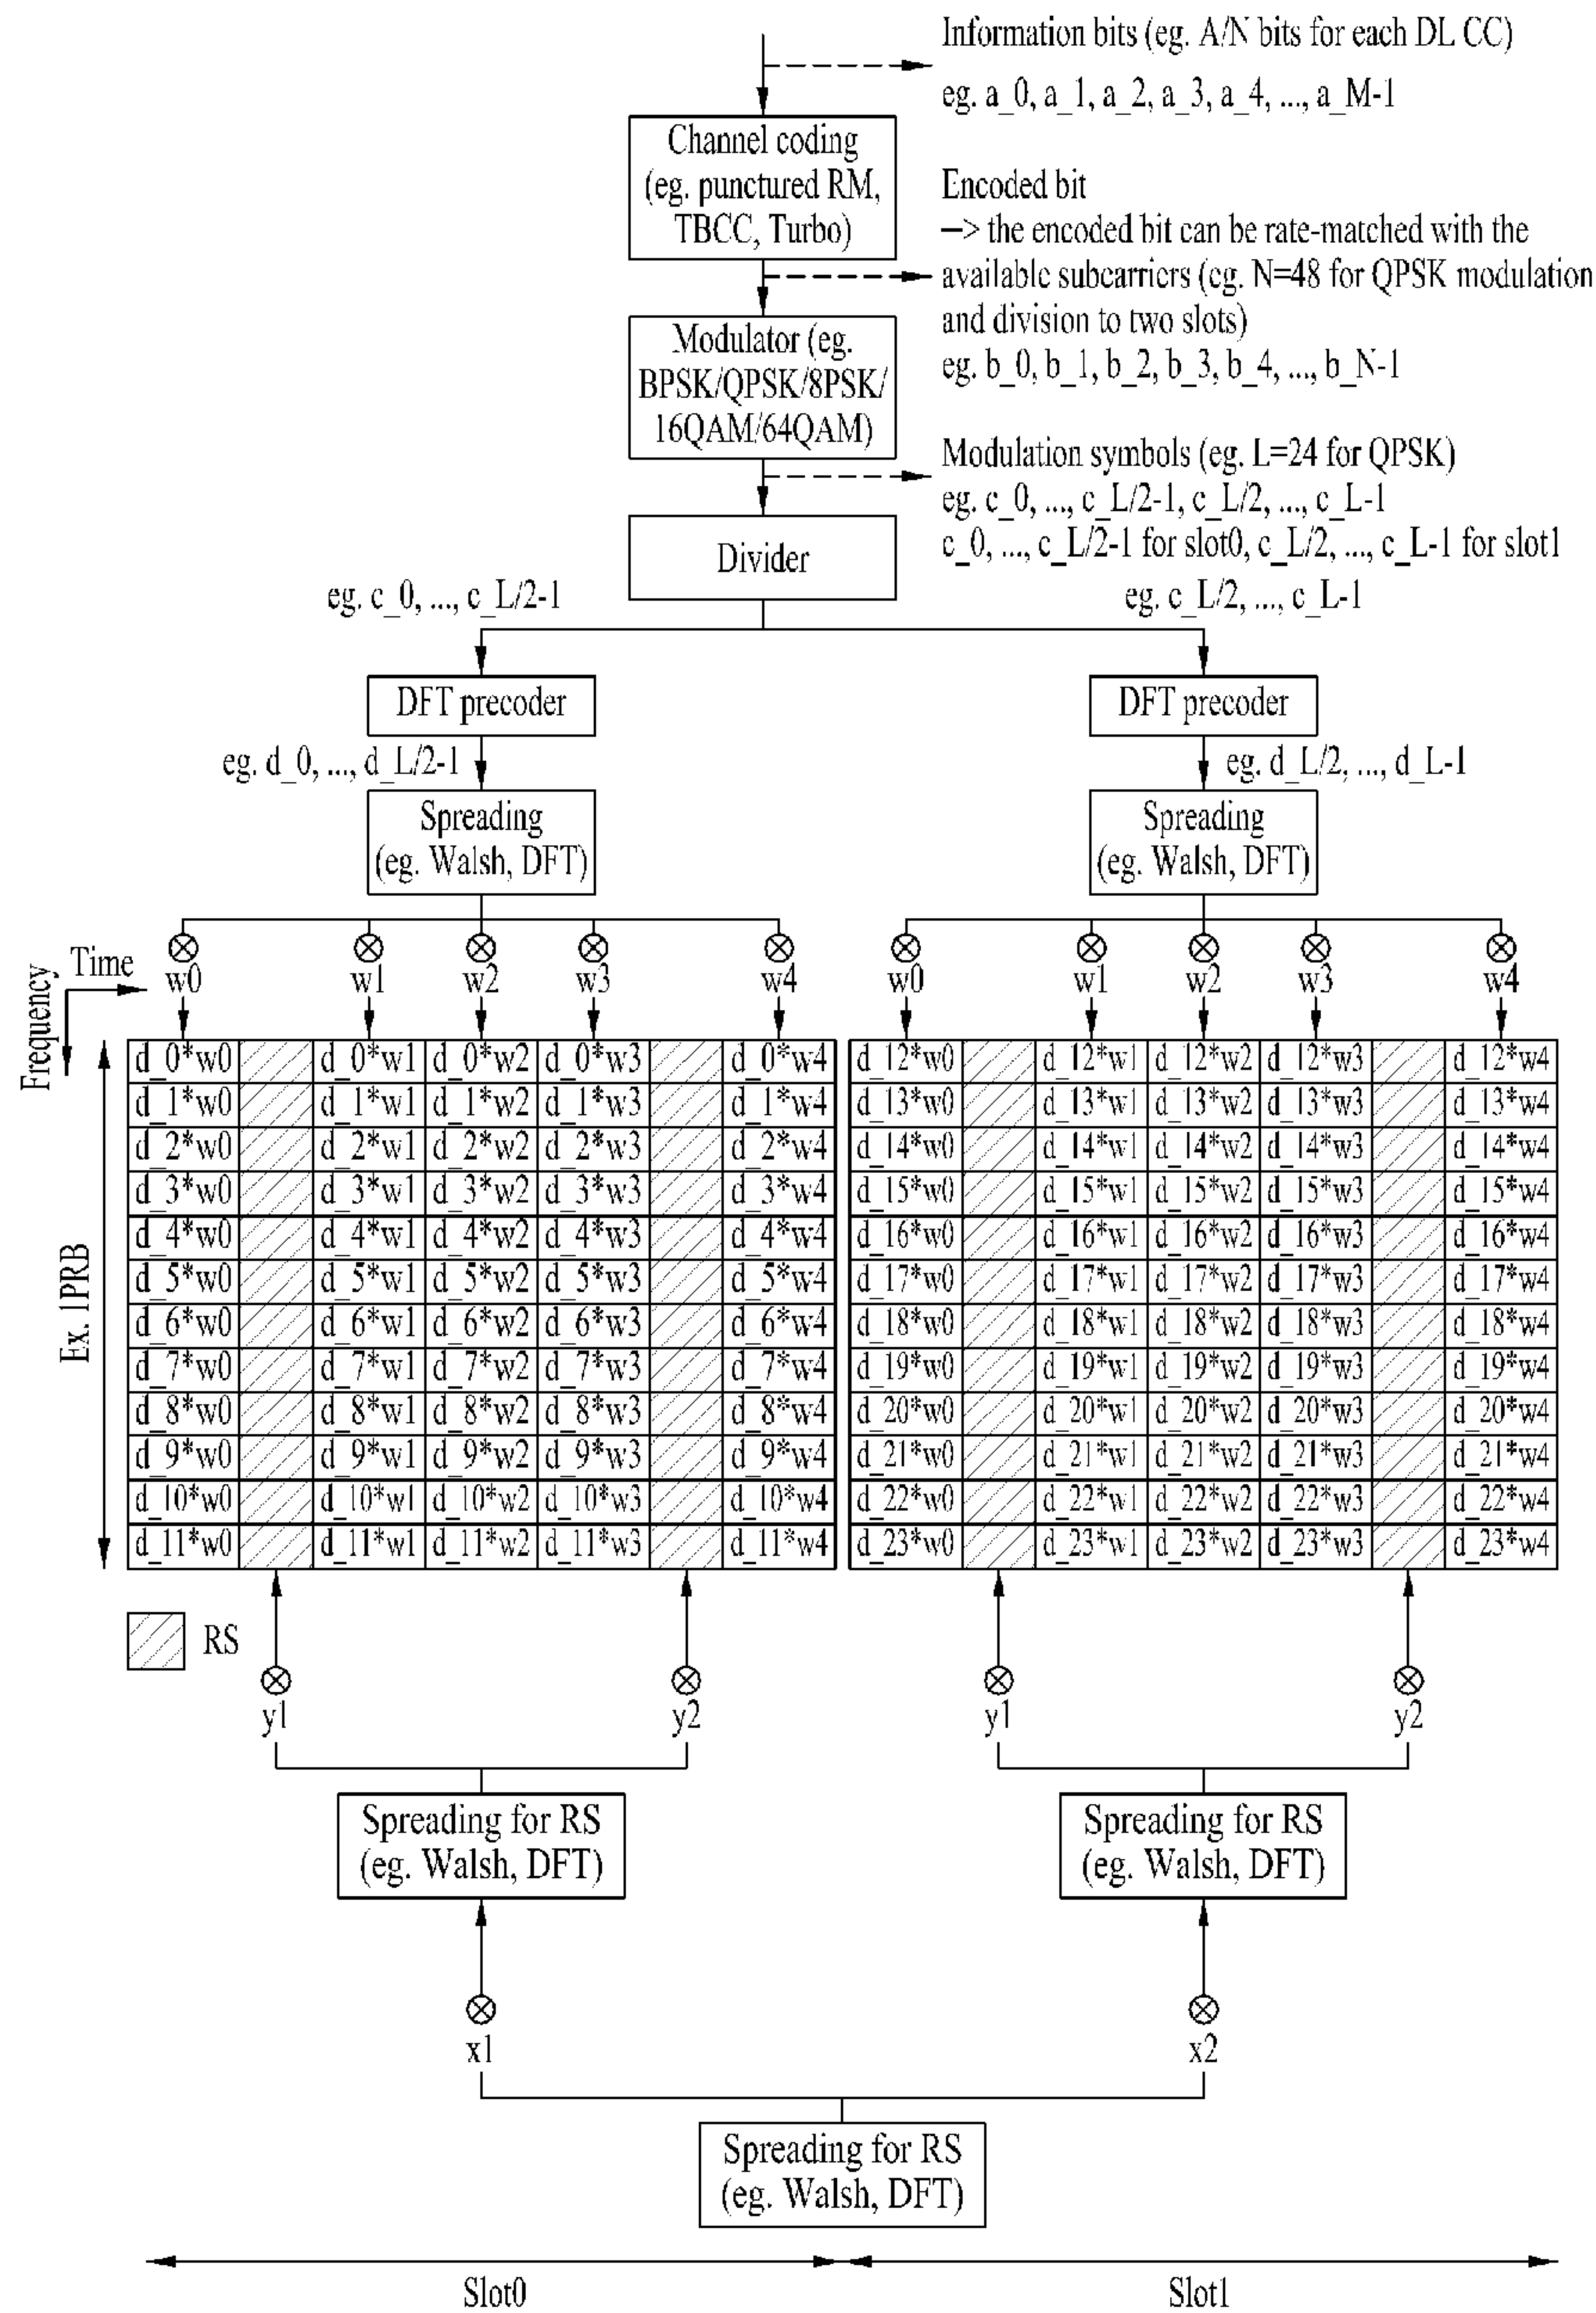 Information bits (eg. A/N bits for each DL CC)
eg. a_0, a_1, a_2, a_3, a_4, ..., a_M-1
Channel coding
(eg. punctured RM,
TBCC, Turbo)
Encoded bit
—> the encoded bit can be rate-matched with the
available subcarriers (eg. N=48 for QPSK modulation
and division to two slots)
eg. b_0, b_1, b_2, b_3, b_4, ..., b_N-1
Modulator (eg.
BPSK/QPSK/8PSK/
16QAM/64QAM)
Modulation symbols (eg. L=24 for QPSK)
eg. c_0, ..., c_L/2-1, c_L/2, ..., c_L-1
c_0, ..., c_L/2-1 for slot0, c_L/2, ..., c_L-1 for slot1
Divider
eg. c_0, ..., c_L/2-1
eg. c_L/2, ..., c_L-1
DFT precoder
DFT precoder
eg. d_0, ..., d_L/2-1
eg. d_L/2, ..., d_L-1
Spreading
(eg. Walsh, DFT)
Spreading
(eg. Walsh, DFT)
Time
Frequency
w0 w1 w2 w3 w4 w0 w1 w2 w3 w4
Ex. 1PRB
d_0*w0 d_0*w1 d_0*w2 d_0*w3 d_0*w4 d_12*w0 d_12*w1 d_12*w2 d_12*w3 d_12*w4
d_1*w0 d_1*w1 d_1*w2 d_1*w3 d_1*w4 d_13*w0 d_13*w1 d_13*w2 d_13*w3 d_13*w4
d_2*w0 d_2*w1 d_2*w2 d_2*w3 d_2*w4 d_14*w0 d_14*w1 d_14*w2 d_14*w3 d_14*w4
d_3*w0 d_3*w1 d_3*w2 d_3*w3 d_3*w4 d_15*w0 d_15*w1 d_15*w2 d_15*w3 d_15*w4
d_4*w0 d_4*w1 d_4*w2 d_4*w3 d_4*w4 d_16*w0 d_16*w1 d_16*w2 d_16*w3 d_16*w4
d_5*w0 d_5*w1 d_5*w2 d_5*w3 d_5*w4 d_17*w0 d_17*w1 d_17*w2 d_17*w3 d_17*w4
d_6*w0 d_6*w1 d_6*w2 d_6*w3 d_6*w4 d_18*w0 d_18*w1 d_18*w2 d_18*w3 d_18*w4
d_7*w0 d_7*w1 d_7*w2 d_7*w3 d_7*w4 d_19*w0 d_19*w1 d_19*w2 d_19*w3 d_19*w4
d_8*w0 d_8*w1 d_8*w2 d_8*w3 d_8*w4 d_20*w0 d_20*w1 d_20*w2 d_20*w3 d_20*w4
d_9*w0 d_9*w1 d_9*w2 d_9*w3 d_9*w4 d_21*w0 d_21*w1 d_21*w2 d_21*w3 d_21*w4
d_10*w0 d_10*w1 d_10*w2 d_10*w3 d_10*w4 d_22*w0 d_22*w1 d_22*w2 d_22*w3 d_22*w4
d_11*w0 d_11*w1 d_11*w2 d_11*w3 d_11*w4 d_23*w0 d_23*w1 d_23*w2 d_23*w3 d_23*w4
RS
y1 y2 y1 y2
Spreading for RS
(eg. Walsh, DFT)
Spreading for RS
(eg. Walsh, DFT)
x1 x2
Spreading for RS
(eg. Walsh, DFT)
Slot0 Slot1